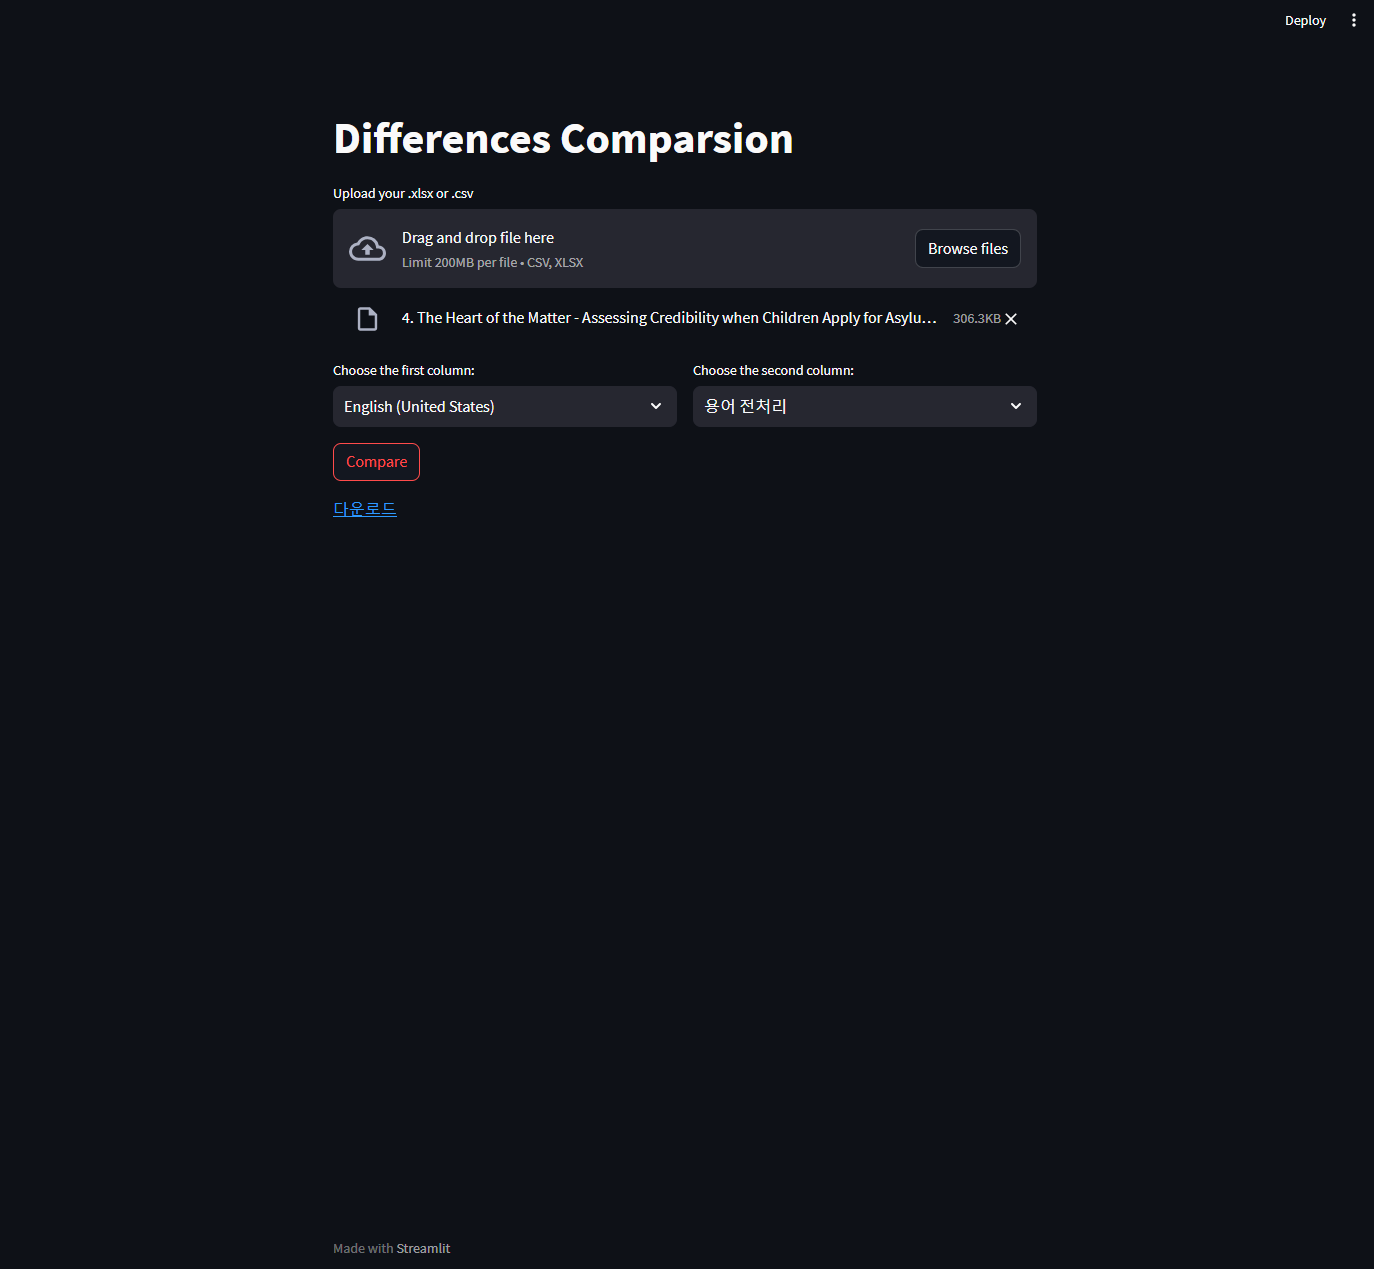 Deploy
Differences Comparsion
Upload your .xlsx or .csv
Drag and drop file here
Limit 200MB per file • CSV, XLSX
Browse files
4. The Heart of the Matter - Assessing Credibility when Children Apply for Asylu...
306.3KB
Choose the first column:
Choose the second column:
English (United States)
용어 전처리
Compare
다운로드
Made with Streamlit